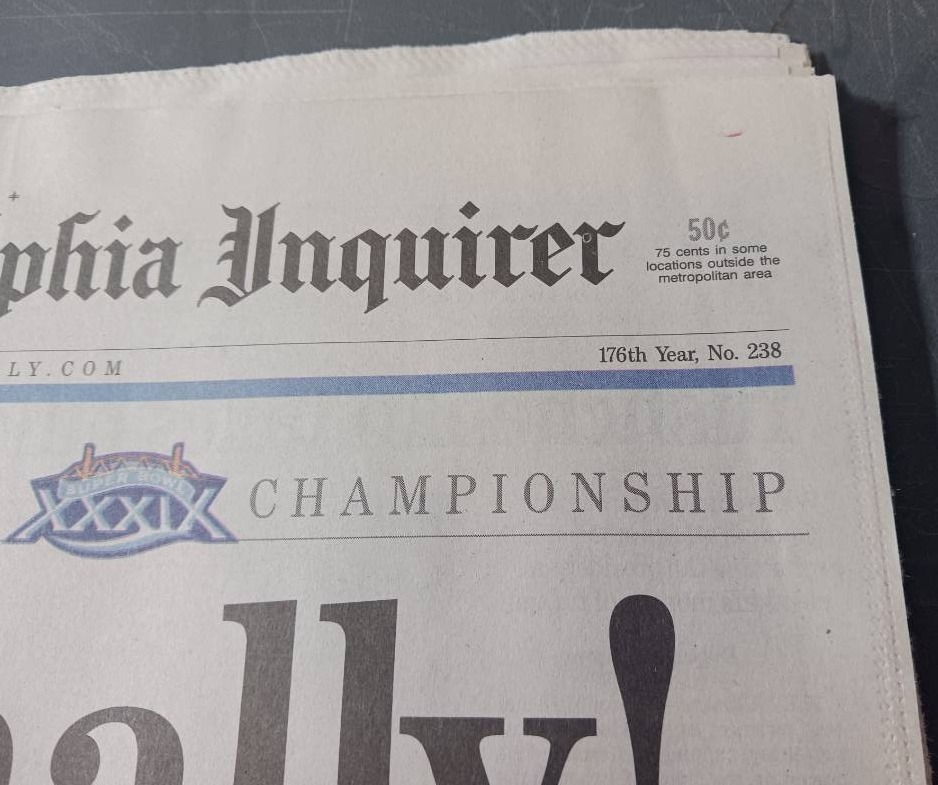 phia Inquirer
50¢
75 cents in some
locations outside the
metropolitan area
LY.COM
176th Year, No. 238
SUPER BOWL
XXXIX
CHAMPIONSHIP
ally!